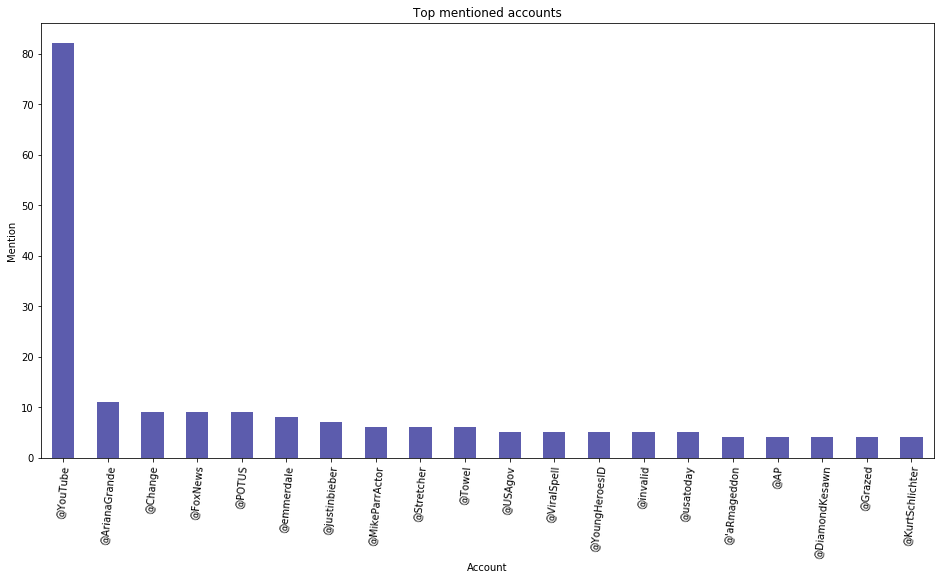 Top mentioned accounts
Mention
80
70
60
50
40
30
20
10
0
@YouTube
@ArianaGrande
@Change
@FoxNews
@POTUS
@emmerdale
@justinbieber
@MikeParrActor
@Stretcher
@Towel
@USAgov
@ViralSpell
@YoungHeroesID
@invalid
@usatoday
@'aRmageddon
@AP
@DiamondKesawn
@Grazed
@KurtSchlichter
Account